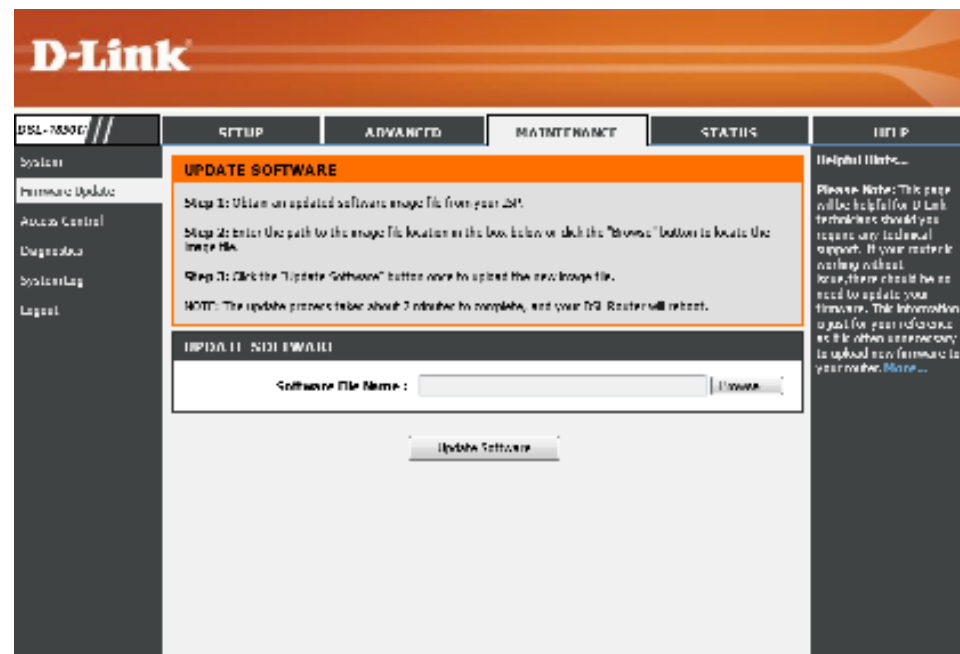 D-Link
SETUP
ADVANCED
MAINTENANCE
STATUS
HELP
System
Firmware Update
Access Control
Diagnostics
System Log
Logout
UPDATE SOFTWARE
Step 1: Obtain an updated software image file from your ISP.
Step 2: Enter the path to the image file location in the box below or click the "Browse" button to locate the
image file.
Step 3: Click the "Update Software" button once to upload the new image file.
NOTE: The update process takes about 2 minutes to complete, and your DSL Router will reboot.
UPDATE SOFTWARE
Software File Name :
Browse...
Update Software
Helpful Hints...
Please Note: This page
will be helpful for D-Link
technicians should you
require any technical
support. If your router is
working without
issue, there should be no
need to update your
firmware. This information
is just for your reference
as it is often unnecessary
to upload new firmware to
your router. More...